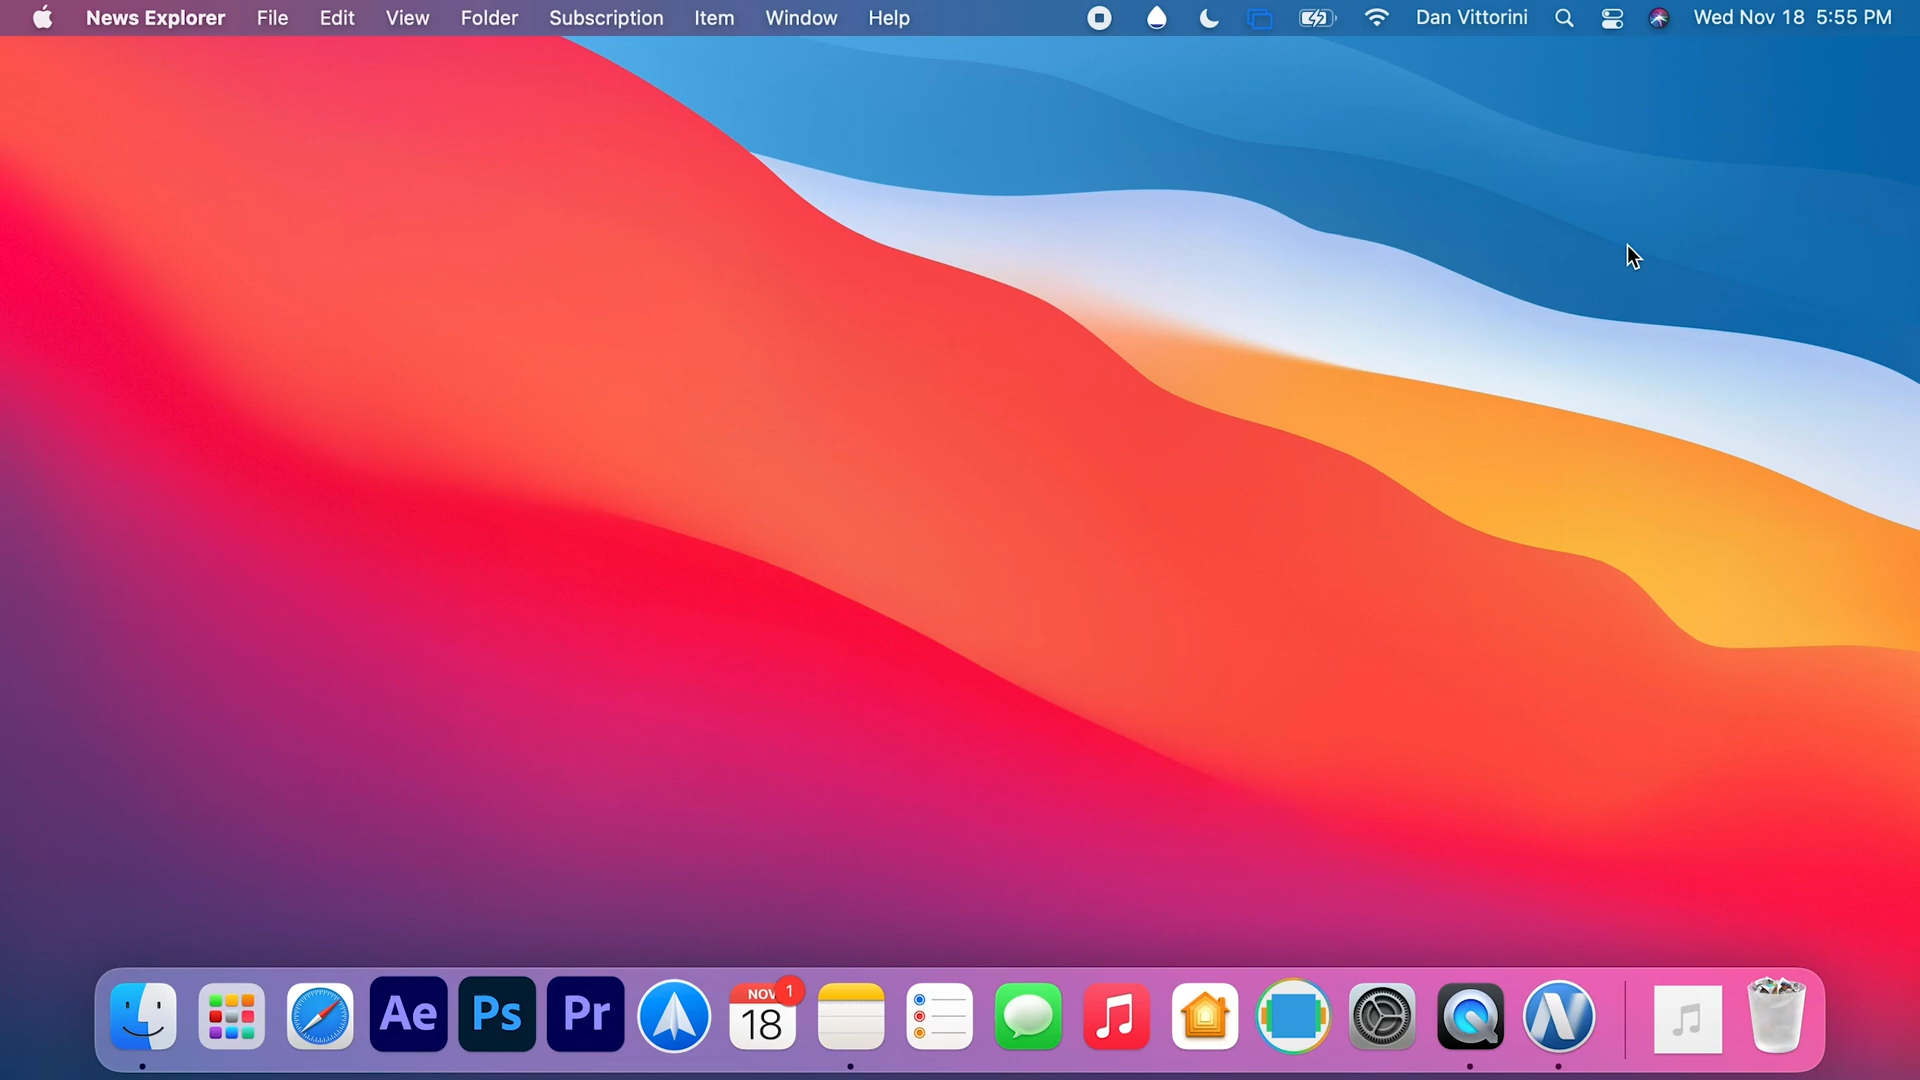 News Explorer File Edit View Folder Subscription Item Window Help Dan Vittorini Wed Nov 18 5:55 PM
Ae Ps Pr NOV 1 18